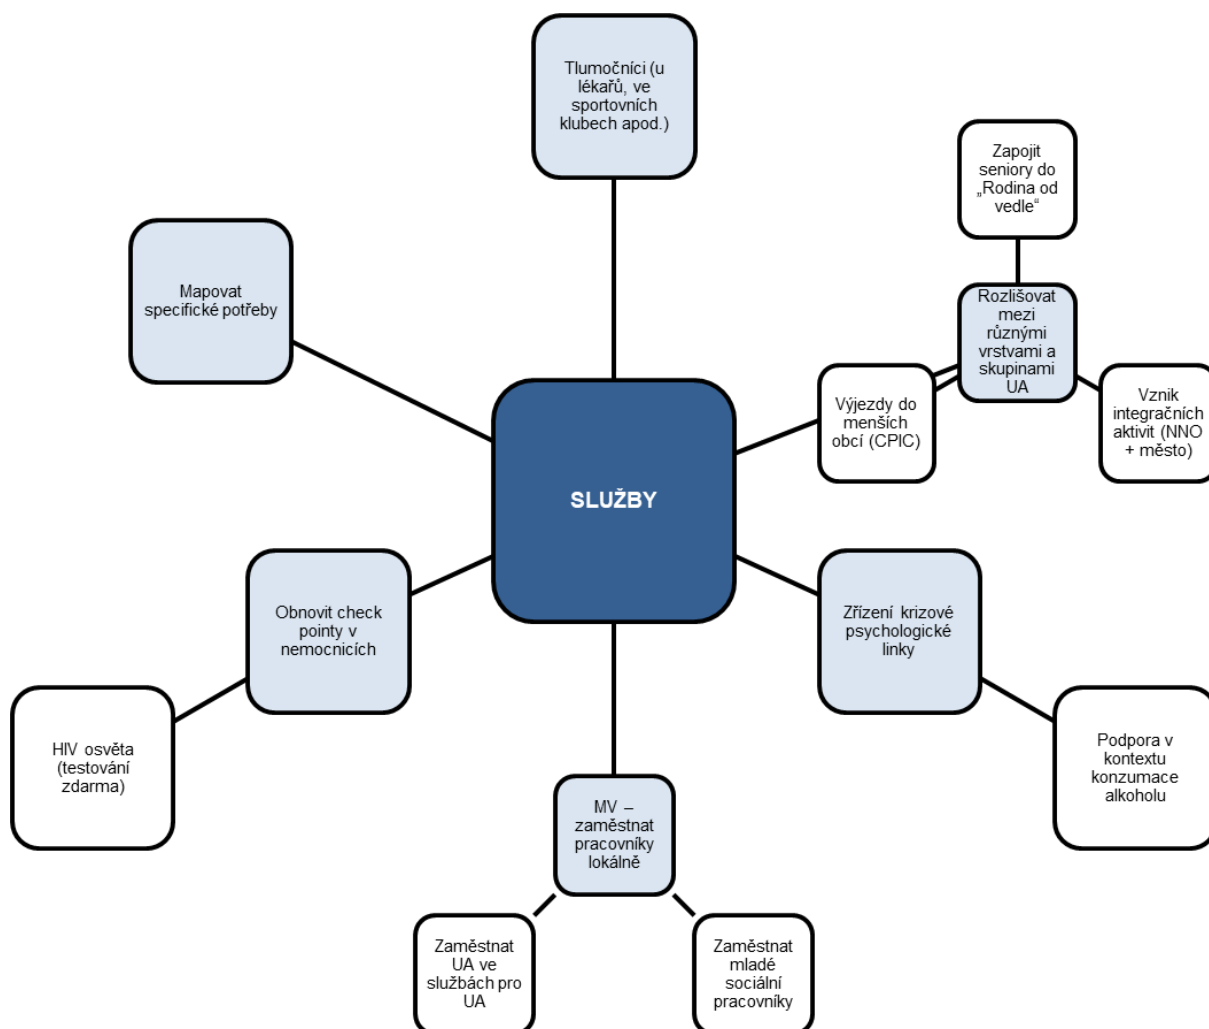 Tlumočníci (u
lékařů, ve
sportovních
klubech apod.)
Zapojit
seniory do
„Rodina od
vedle“
Mapovat
specifické potřeby
Rozlišovat
mezi
různými
vrstvami a
skupinami
UA
Výjezdy do
menších
obcí (CPIC)
Vznik
integračních
aktivit (NNO
+ město)
SLUŽBY
Obnovit check
pointy v
nemocnicích
Zřízení krizové
psychologické
linky
HIV osvěta
(testování
zdarma)
Podpora v
kontextu
konzumace
alkoholu
MV –
zaměstnat
pracovníky
lokálně
Zaměstnat
UA ve
službách pro
UA
Zaměstnat
mladé
sociální
pracovníky